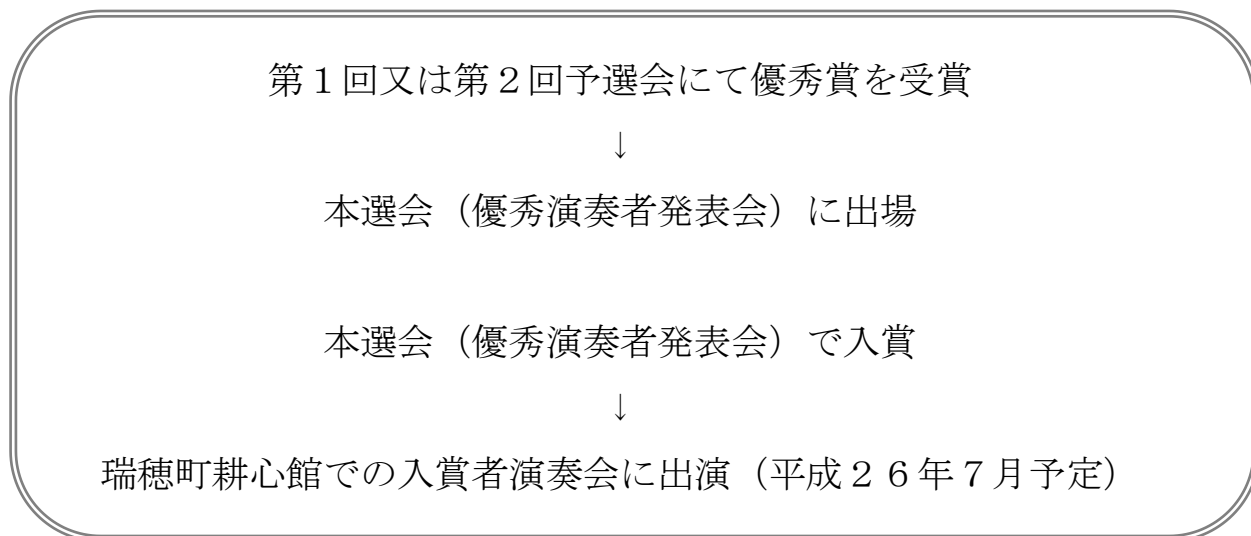 第１回又は第２回予選会にて優秀賞を受賞
↓
本選会（優秀演奏者発表会）に出場
本選会（優秀演奏者発表会）で入賞
↓
瑞穂町耕心館での入賞者演奏会に出演（平成２６年７月予定）